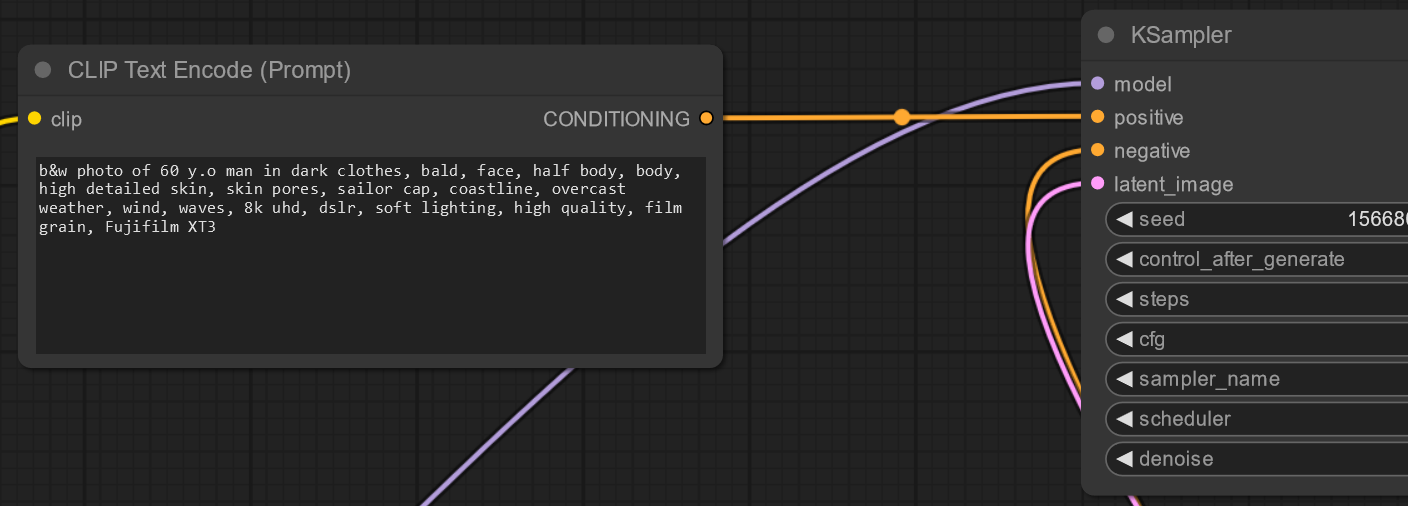 CLIP Text Encode (Prompt)
clip
CONDITIONING
b&w photo of 60 y.o man in dark clothes, bald, face, half body, body,
high detailed skin, skin pores, sailor cap, coastline, overcast
weather, wind, waves, 8k uhd, dslr, soft lighting, high quality, film
grain, Fujifilm XT3
KSampler
model
positive
negative
latent_image
seed
control_after_generate
steps
cfg
sampler_name
scheduler
denoise